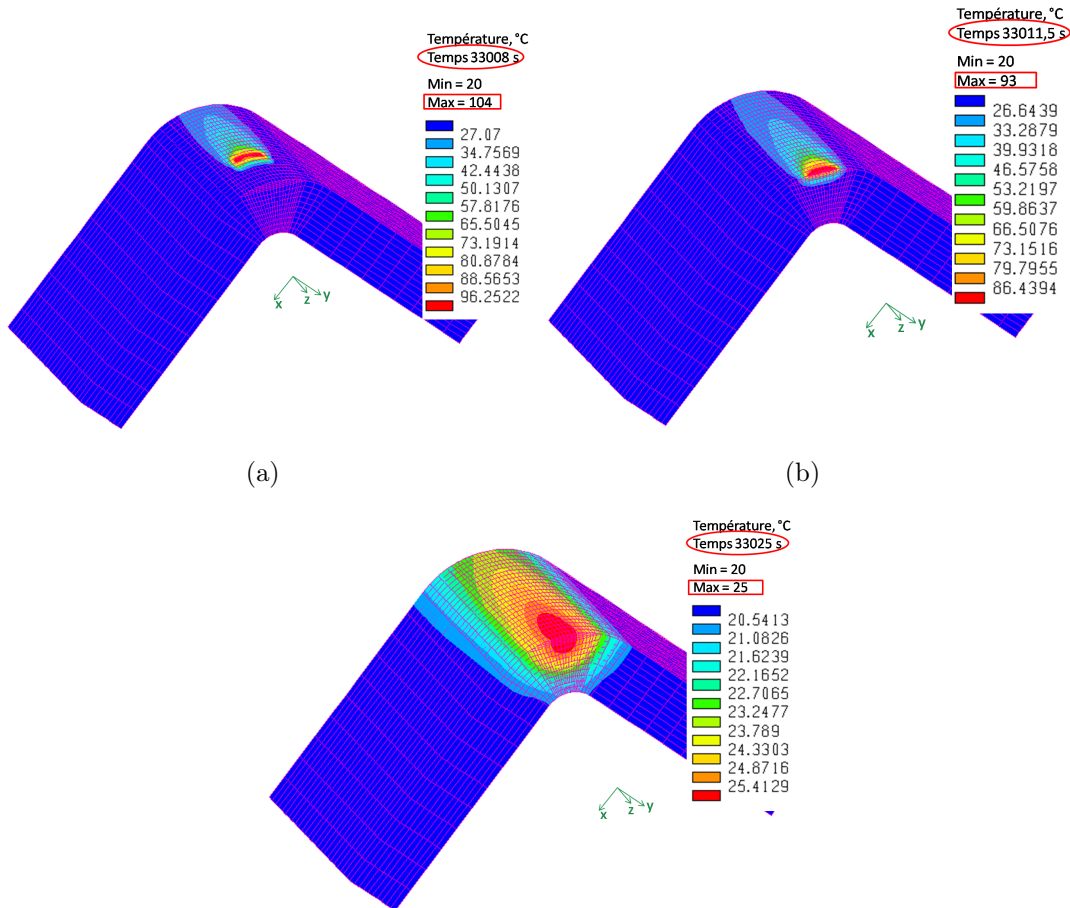 Température, °C
Temps 33008 s
Min = 20
Max = 104
27.07
34.7569
42.4438
50.1307
57.8176
65.5045
73.1914
80.8784
88.5653
96.2522
x
z
y
(a)
Température, °C
Temps 33011,5 s
Min = 20
Max = 93
26.6439
33.2879
39.9318
46.5758
53.2197
59.8637
66.5076
73.1516
79.7955
86.4394
x
z
y
(b)
Température, °C
Temps 33025 s
Min = 20
Max = 25
20.5413
21.0826
21.6239
22.1652
22.7065
23.2477
23.789
24.3303
24.8716
25.4129
x
z
y